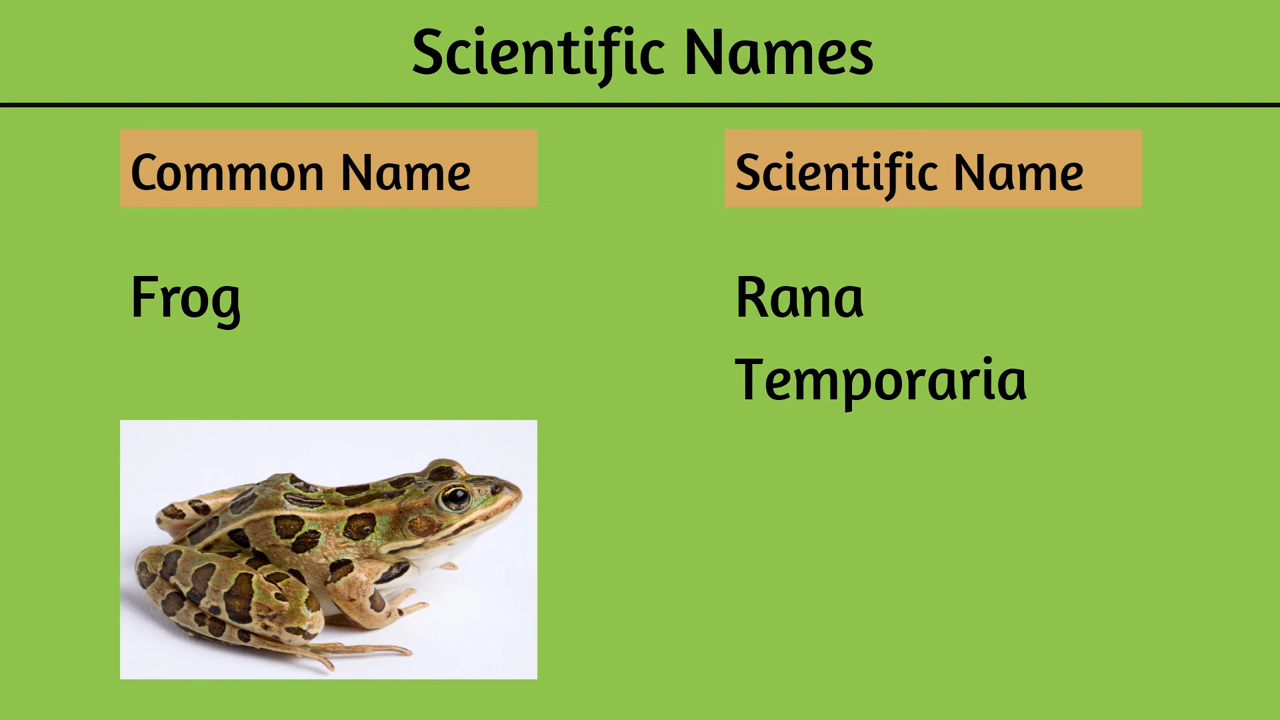 Scientific Names
Common Name
Scientific Name
Frog
Rana
Temporaria